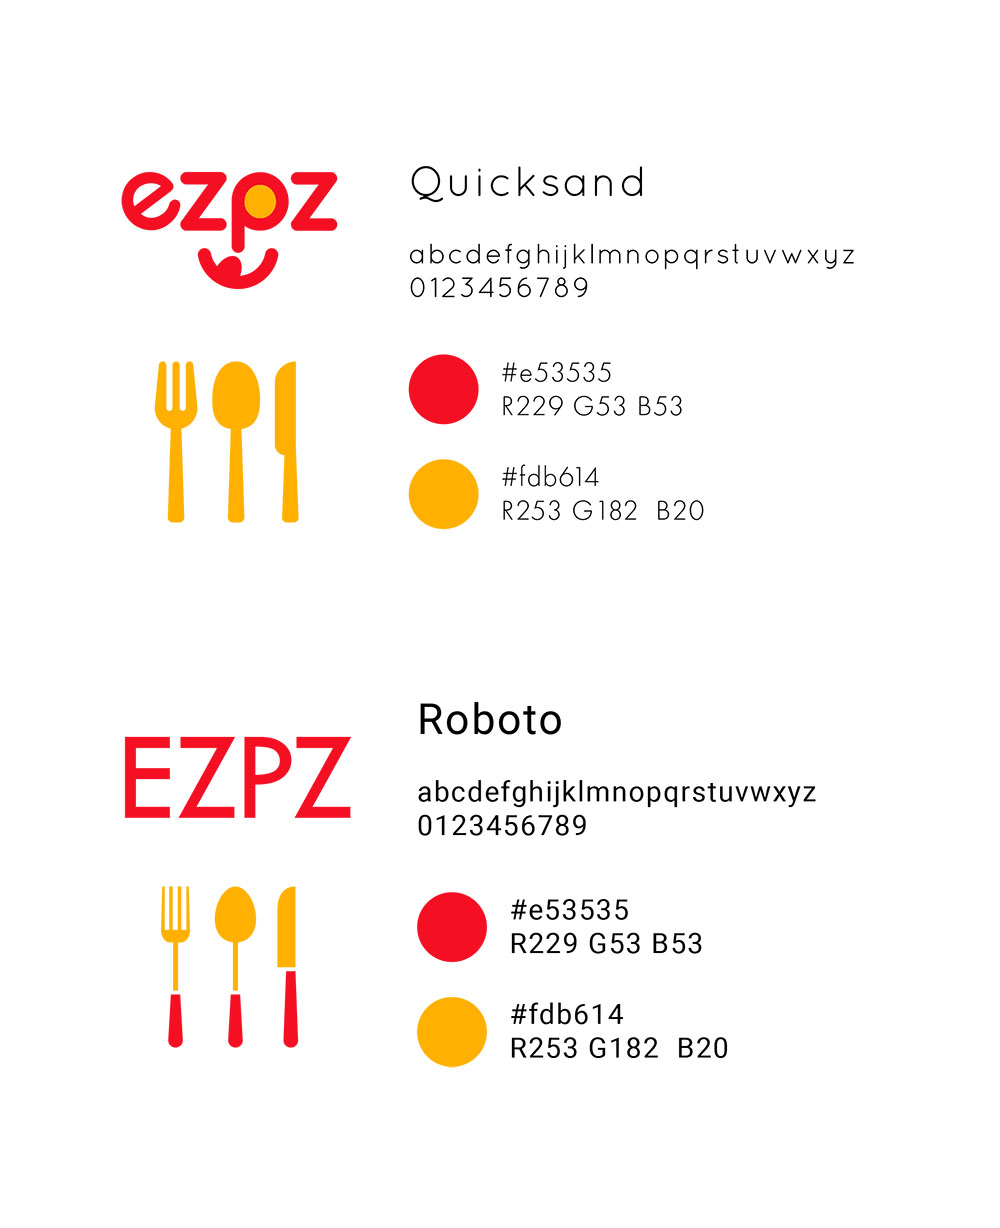 ezpz
Quicksand
abcdefghijklmnopqrstuvwxyz
0123456789
#e53535
R229 G53 B53
#fdb614
R253 G182  B20
EZPZ
Roboto
abcdefghijklmnopqrstuvwxyz
0123456789
#e53535
R229 G53 B53
#fdb614
R253 G182  B20